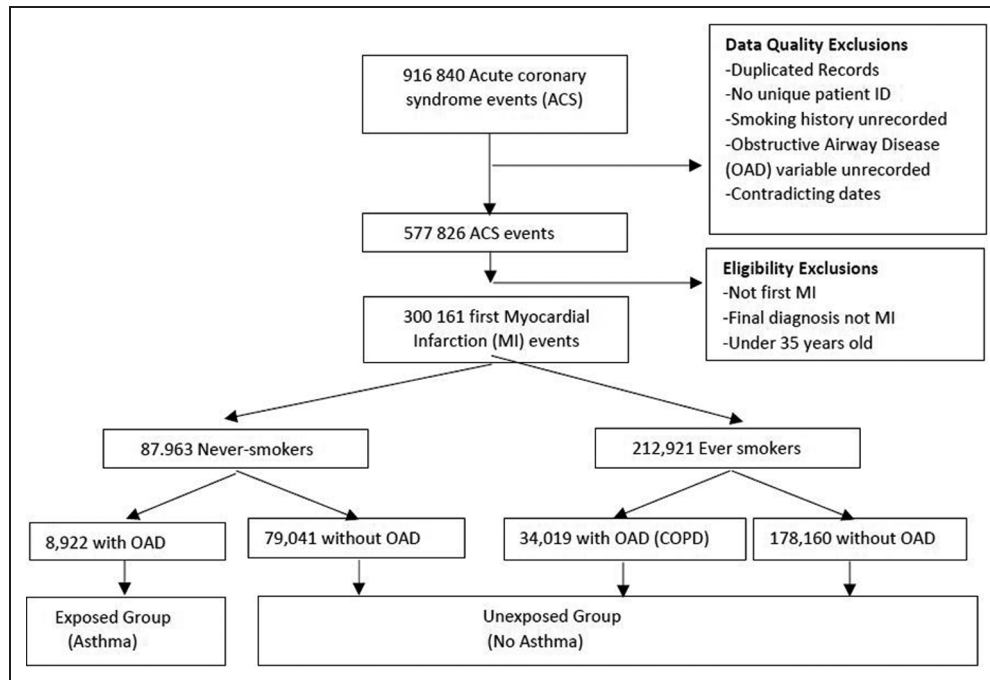 916 840 Acute coronary
syndrome events (ACS)
Data Quality Exclusions
-Duplicated Records
-No unique patient ID
-Smoking history unrecorded
-Obstructive Airway Disease
(OAD) variable unrecorded
-Contradicting dates
577 826 ACS events
Eligibility Exclusions
-Not first MI
-Final diagnosis not MI
-Under 35 years old
300 161 first Myocardial
Infarction (MI) events
87.963 Never-smokers
212,921 Ever smokers
8,922 with OAD
79,041 without OAD
34,019 with OAD (COPD)
178,160 without OAD
Exposed Group
(Asthma)
Unexposed Group
(No Asthma)